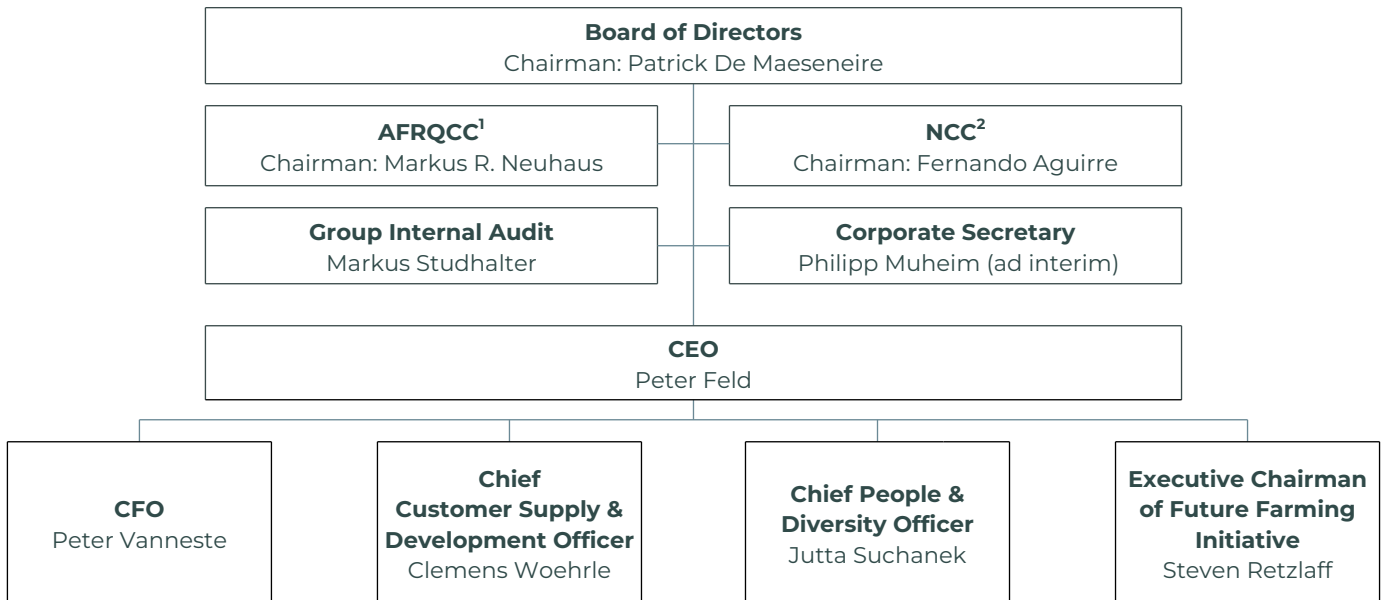 Board of Directors
Chairman: Patrick De Maeseneire
AFRQCC¹
Chairman: Markus R. Neuhaus
NCC²
Chairman: Fernando Aguirre
Group Internal Audit
Markus Studhalter
Corporate Secretary
Philipp Muheim (ad interim)
CEO
Peter Feld
CFO
Peter Vanneste
Chief
Customer Supply &
Development Officer
Clemens Woehrle
Chief People &
Diversity Officer
Jutta Suchanek
Executive Chairman
of Future Farming
Initiative
Steven Retzlaff